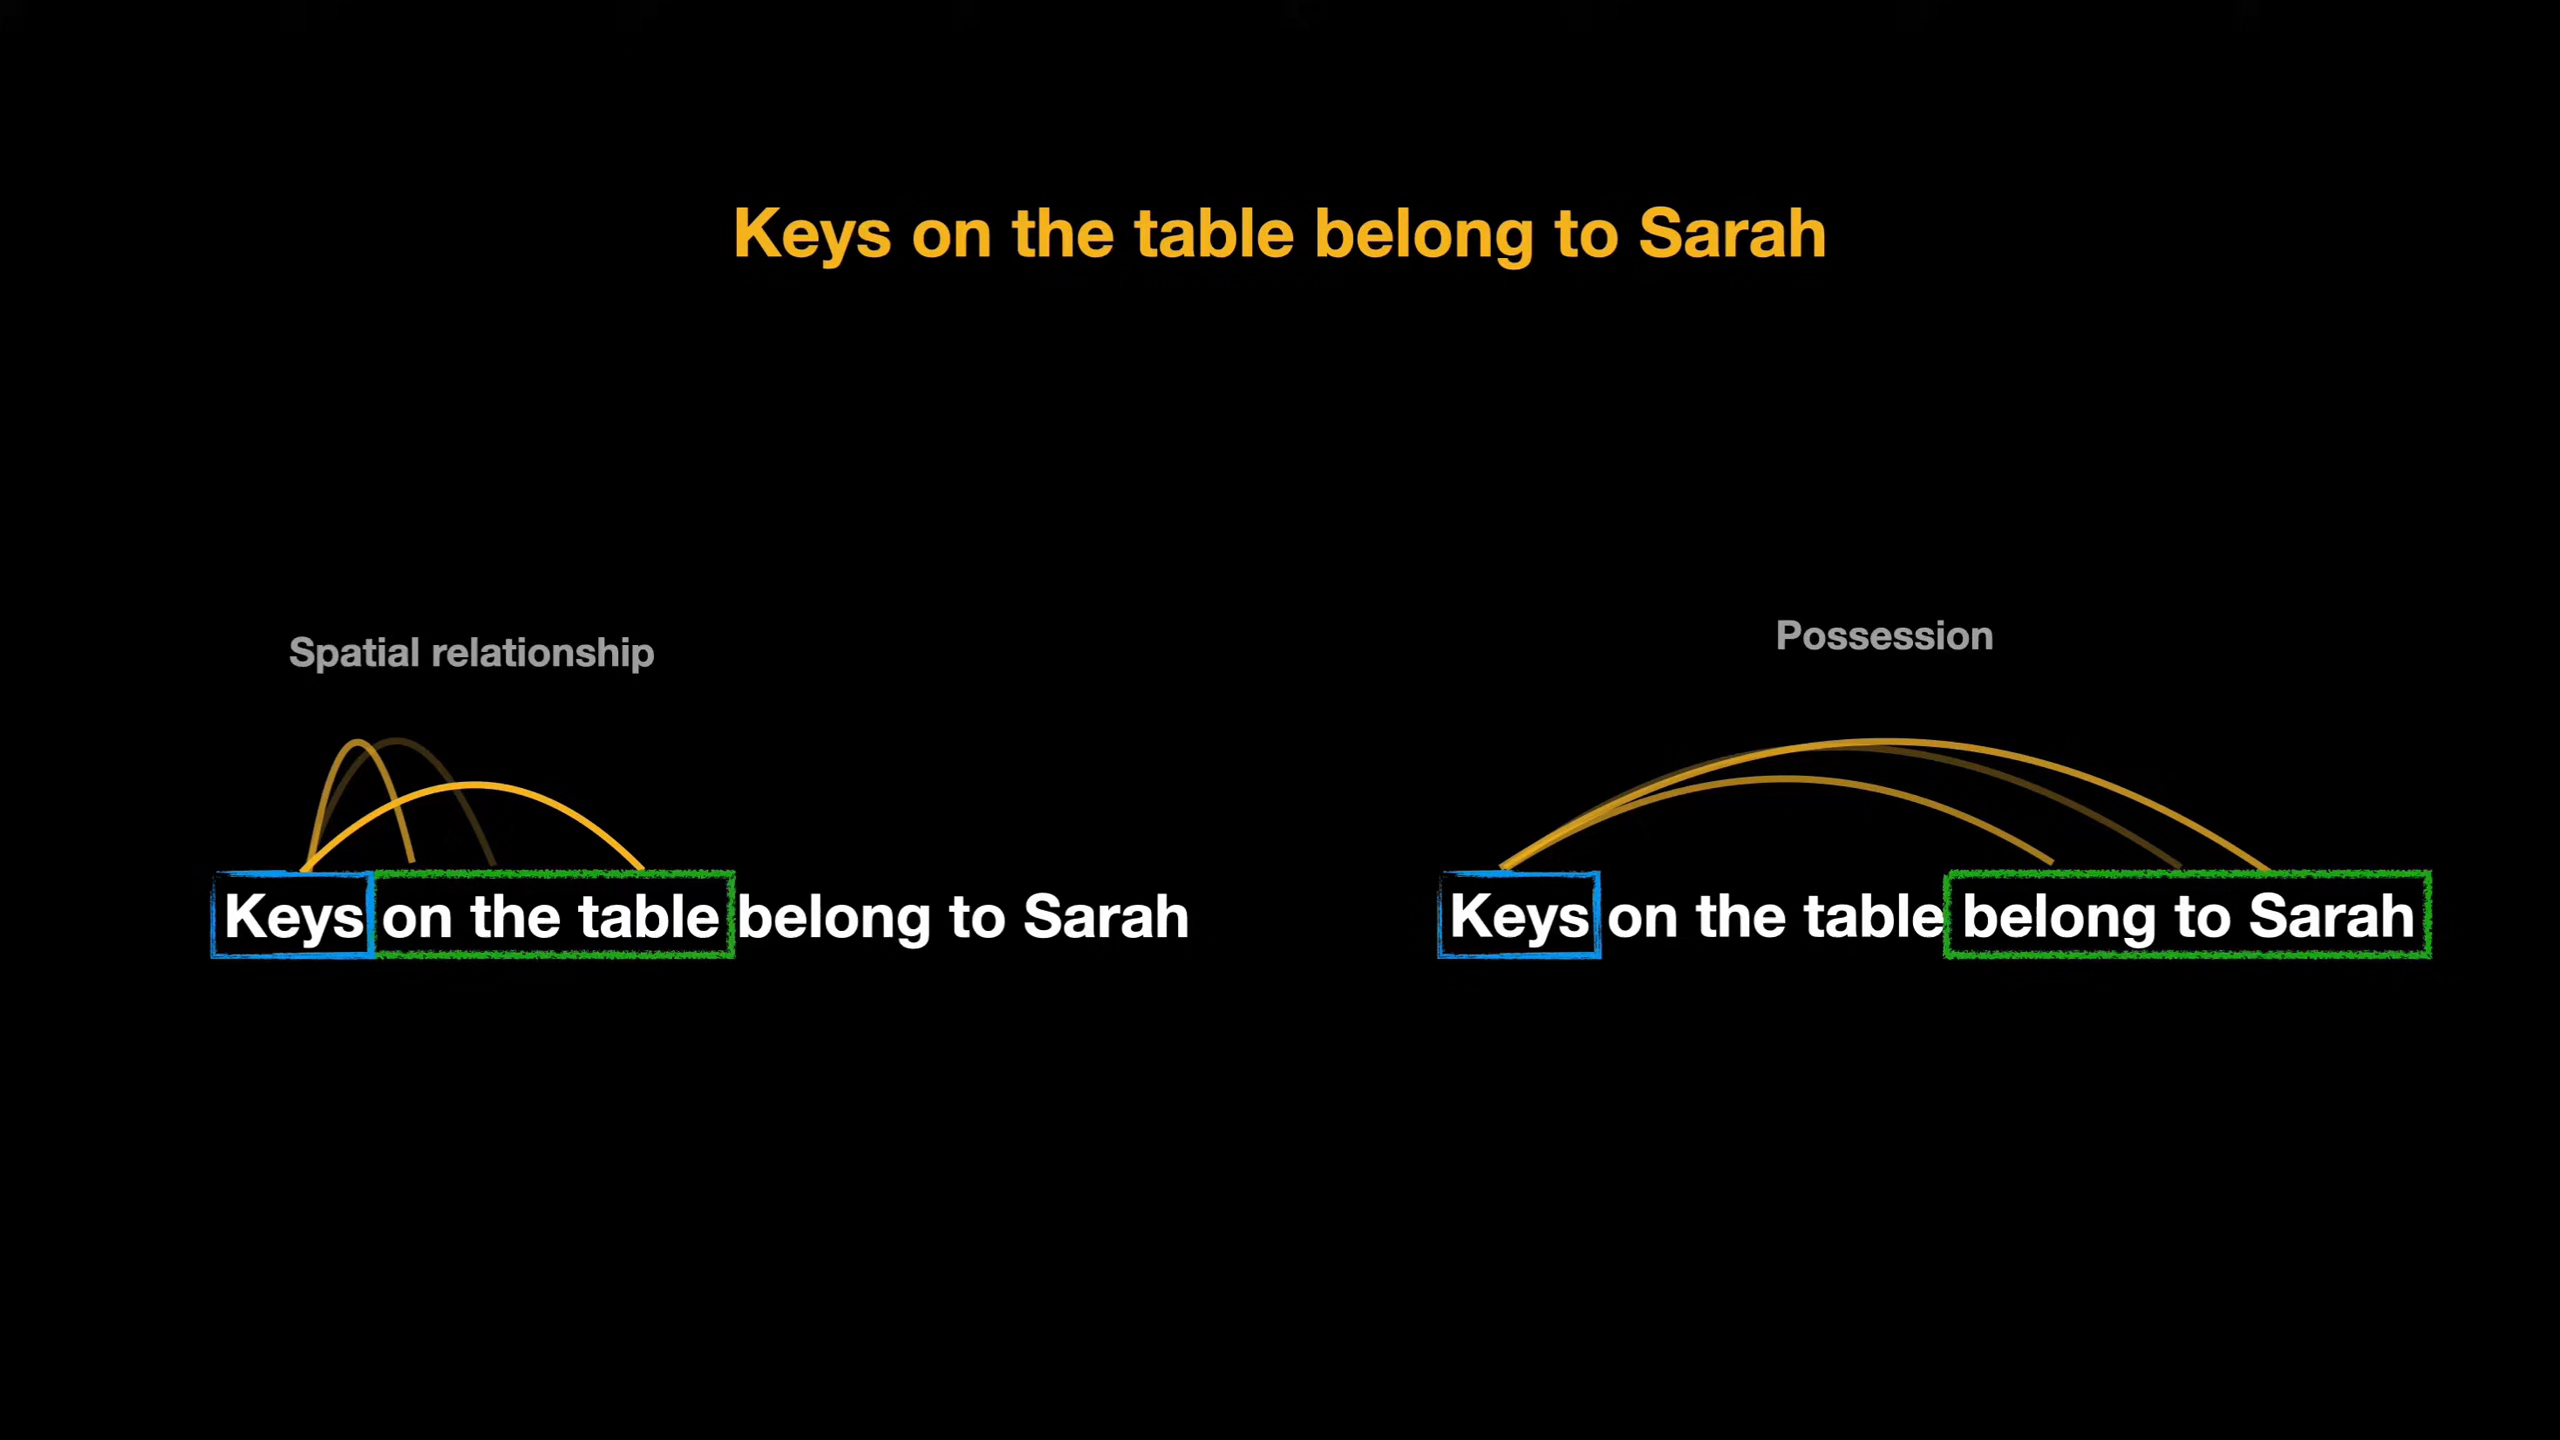 Keys on the table belong to Sarah
Spatial relationship
Possession
Keys on the table belong to Sarah
Keys on the table belong to Sarah